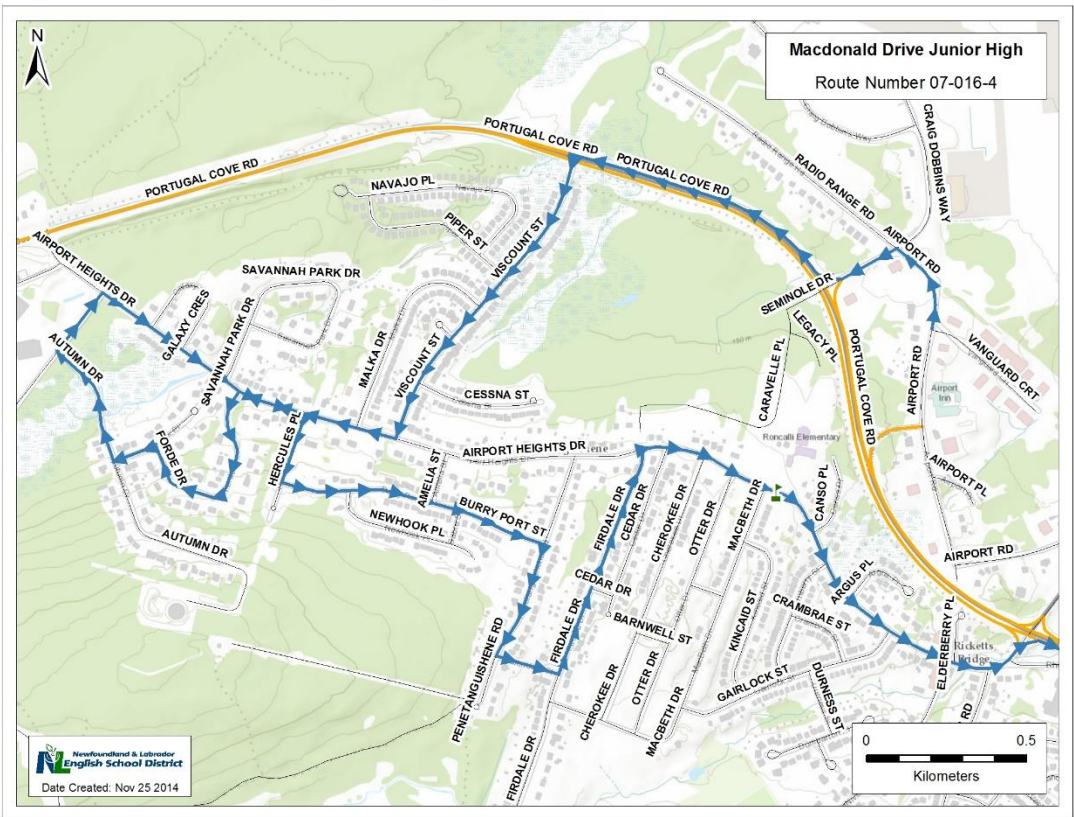 N
Macdonald Drive Junior High
Route Number 07-016-4
PORTUGAL COVE RD
PORTUGAL COVE RD
PORTUGAL COVE RD
CRAIG DOBBINS WAY
RADIO RANGE RD
Radio Range Rd
NAVAJO PL
PIPER ST
VISCOUNT ST
AIRPORT RD
AIRPORT HEIGHTS DR
SAVANNAH PARK DR
SEMINOLE DR
GALAXY CRES
SAVANNAH PARK DR
LEGACY PL
AUTUMN DR
MALKA DR
VISCOUNT ST
CARAVELLE PL
PORTUGAL COVE RD
AIRPORT RD
VANGUARD CRT
Vanguard Crt
Airport
Inn
CESSNA ST
FORDE DR
HERCULES PL
AIRPORT HEIGHTS DR
Roncalli Elementary
AMELIA ST
BURRY PORT ST
NEWHOOK PL
FIRDALE DR
CEDAR DR
CHEROKEE DR
OTTER DR
MACBETH DR
CANSO PL
AIRPORT PL
AUTUMN DR
AIRPORT RD
CEDAR DR
BARNWELL ST
ARGUS PL
CRAMBRAE ST
KINCAID ST
ELDERBERRY PL
Ricketts
Bridge
PENETANGUISHENE RD
FIRDALE DR
CHEROKEE DR
OTTER DR
MACBETH DR
GAIRLOCK ST
DURNESS ST
RD
FIRDALE DR
0
0.5
Kilometers
Newfoundland & Labrador
English School District
Date Created: Nov 25 2014